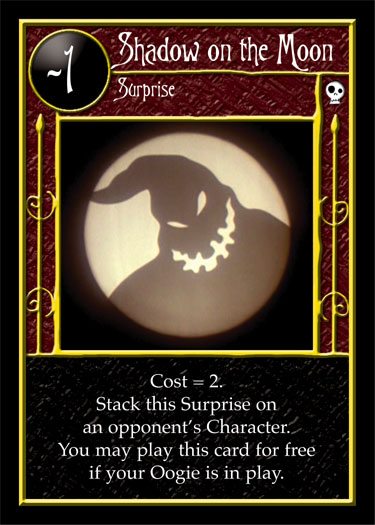 -1
Shadow on the Moon
Surprise
Cost = 2.
Stack this Surprise on
an opponent's Character.
You may play this card for free
if your Oogie is in play.